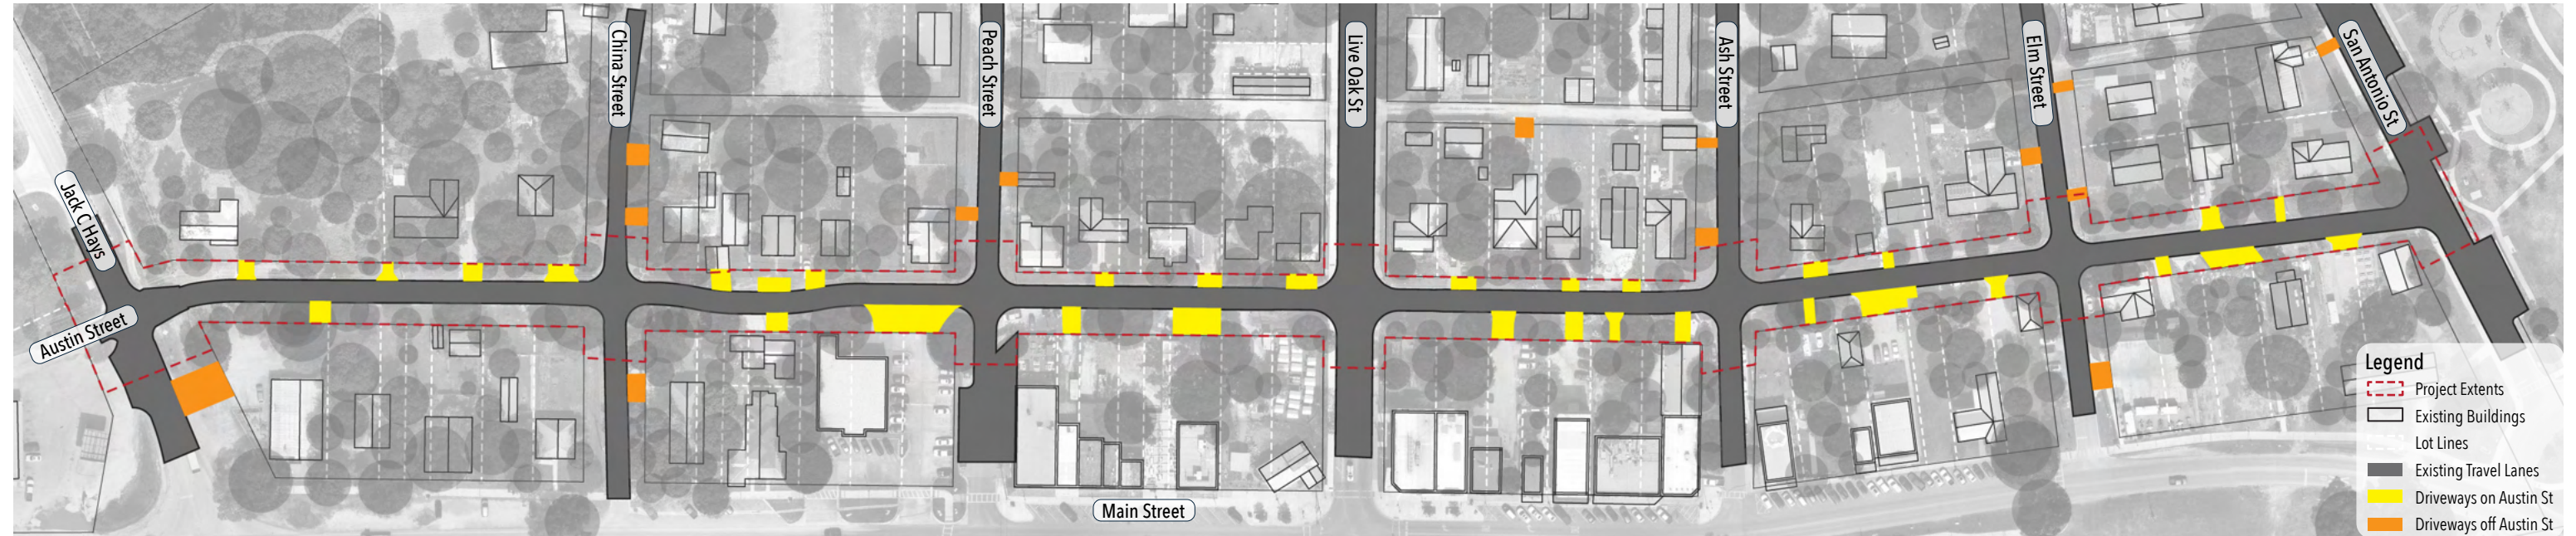 Jack C Hays
Austin Street
China Street
Peach Street
Live Oak St
Ash Street
Elm Street
San Antonio St
Main Street
Legend
Project Extents
Existing Buildings
Lot Lines
Existing Travel Lanes
Driveways on Austin St
Driveways off Austin St